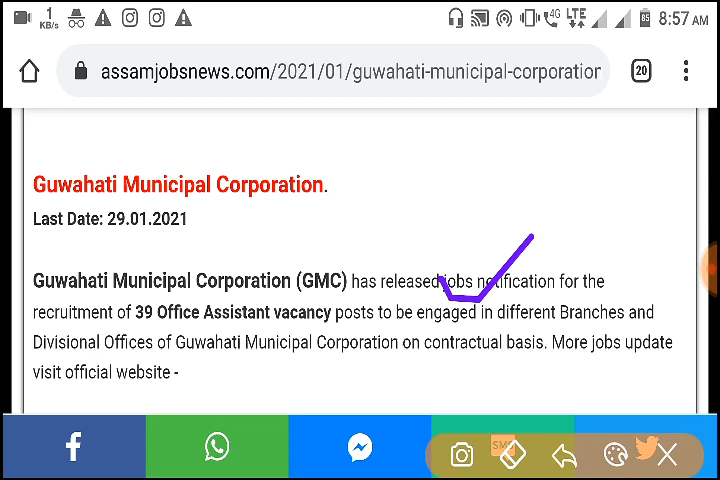 1
KB/s
4G
LTE
85
8:57 AM
assamjobsnews.com/2021/01/guwahati-municipal-corporation
20
Guwahati Municipal Corporation.
Last Date: 29.01.2021
Guwahati Municipal Corporation (GMC) has released jobs notification for the
recruitment of 39 Office Assistant vacancy posts to be engaged in different Branches and
Divisional Offices of Guwahati Municipal Corporation on contractual basis. More jobs update
visit official website -
SMS